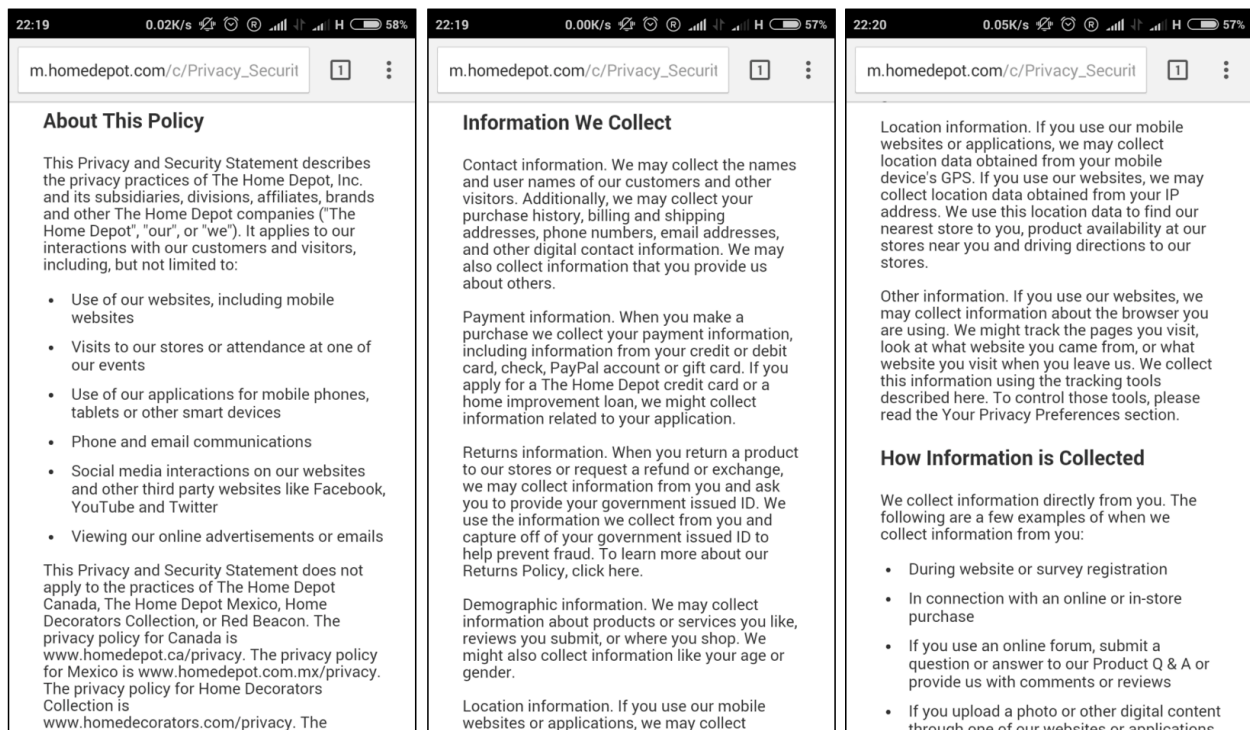 22:19
0.02K/s
H
58%
m.homedepot.com/c/Privacy_Securit
1
About This Policy
This Privacy and Security Statement describes
the privacy practices of The Home Depot, Inc.
and its subsidiaries, divisions, affiliates, brands
and other The Home Depot companies ("The
Home Depot", "our", or "we"). It applies to our
interactions with our customers and visitors,
including, but not limited to:
• Use of our websites, including mobile
websites
• Visits to our stores or attendance at one of
our events
• Use of our applications for mobile phones,
tablets or other smart devices
• Phone and email communications
• Social media interactions on our websites
and other third party websites like Facebook,
YouTube and Twitter
• Viewing our online advertisements or emails
This Privacy and Security Statement does not
apply to the practices of The Home Depot
Canada, The Home Depot Mexico, Home
Decorators Collection, or Red Beacon. The
privacy policy for Canada is
www.homedepot.ca/privacy. The privacy policy
for Mexico is www.homedepot.com.mx/privacy.
The privacy policy for Home Decorators
Collection is
www.homedecorators.com/privacy. The
22:19
0.00K/s
H
57%
m.homedepot.com/c/Privacy_Securit
1
Information We Collect
Contact information. We may collect the names
and user names of our customers and other
visitors. Additionally, we may collect your
purchase history, billing and shipping
addresses, phone numbers, email addresses,
and other digital contact information. We may
also collect information that you provide us
about others.
Payment information. When you make a
purchase we collect your payment information,
including information from your credit or debit
card, check, PayPal account or gift card. If you
apply for a The Home Depot credit card or a
home improvement loan, we might collect
information related to your application.
Returns information. When you return a product
to our stores or request a refund or exchange,
we may collect information from you and ask
you to provide your government issued ID. We
use the information we collect from you and
capture off of your government issued ID to
help prevent fraud. To learn more about our
Returns Policy, click here.
Demographic information. We may collect
information about products or services you like,
reviews you submit, or where you shop. We
might also collect information like your age or
gender.
Location information. If you use our mobile
websites or applications, we may collect
22:20
0.05K/s
H
57%
m.homedepot.com/c/Privacy_Securit
1
Location information. If you use our mobile
websites or applications, we may collect
location data obtained from your mobile
device's GPS. If you use our websites, we may
collect location data obtained from your IP
address. We use this location data to find our
nearest store to you, product availability at our
stores near you and driving directions to our
stores.
Other information. If you use our websites, we
may collect information about the browser you
are using. We might track the pages you visit,
look at what website you came from, or what
website you visit when you leave us. We collect
this information using the tracking tools
described here. To control those tools, please
read the Your Privacy Preferences section.
How Information is Collected
We collect information directly from you. The
following are a few examples of when we
collect information from you:
• During website or survey registration
• In connection with an online or in-store
purchase
• If you use an online forum, submit a
question or answer to our Product Q & A or
provide us with comments or reviews
• If you upload a photo or other digital content
through one of our websites or applications